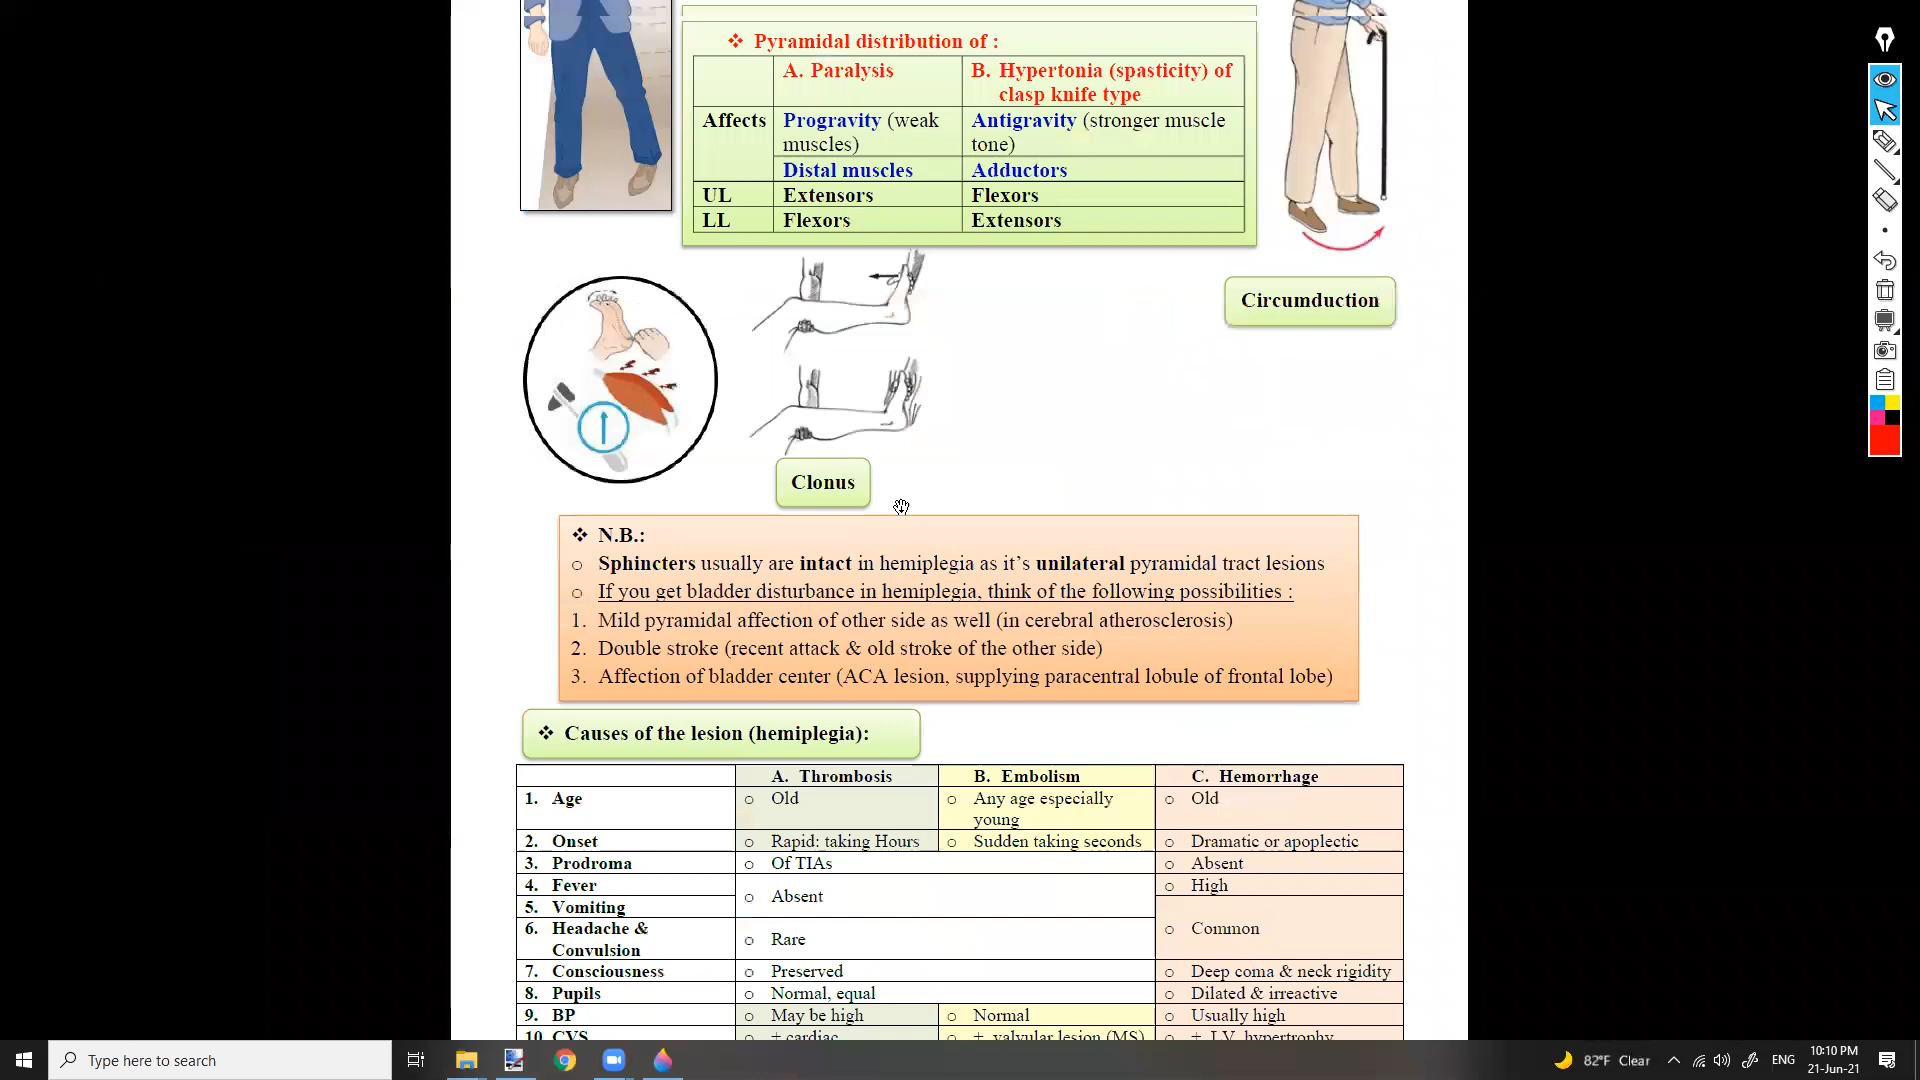 ❖ Pyramidal distribution of :
A. Paralysis
B. Hypertonia (spasticity) of
clasp knife type
Affects
Progravity (weak
muscles)
Antigravity (stronger muscle
tone)
Distal muscles
Adductors
UL Extensors Flexors
LL Flexors Extensors
Circumduction
Clonus
❖ N.B.:
o Sphincters usually are intact in hemiplegia as it’s unilateral pyramidal tract lesions
o If you get bladder disturbance in hemiplegia, think of the following possibilities :
1. Mild pyramidal affection of other side as well (in cerebral atherosclerosis)
2. Double stroke (recent attack & old stroke of the other side)
3. Affection of bladder center (ACA lesion, supplying paracentral lobule of frontal lobe)
❖ Causes of the lesion (hemiplegia):
A. Thrombosis B. Embolism C. Hemorrhage
1. Age o Old o Any age especially
young
o Old
2. Onset o Rapid: taking Hours o Sudden taking seconds o Dramatic or apoplectic
3. Prodroma o Of TIAs o Absent
4. Fever o Absent o High
5. Vomiting
6. Headache &
Convulsion
o Rare o Common
7. Consciousness o Preserved o Deep coma & neck rigidity
8. Pupils o Normal, equal o Dilated & irreactive
9. BP o May be high o Normal o Usually high
10. CVS o ± cardiac o ± valvular lesion (MS) o ± LV hypertrophy
Type here to search
82°F Clear
ENG
10:10 PM
21-Jun-21